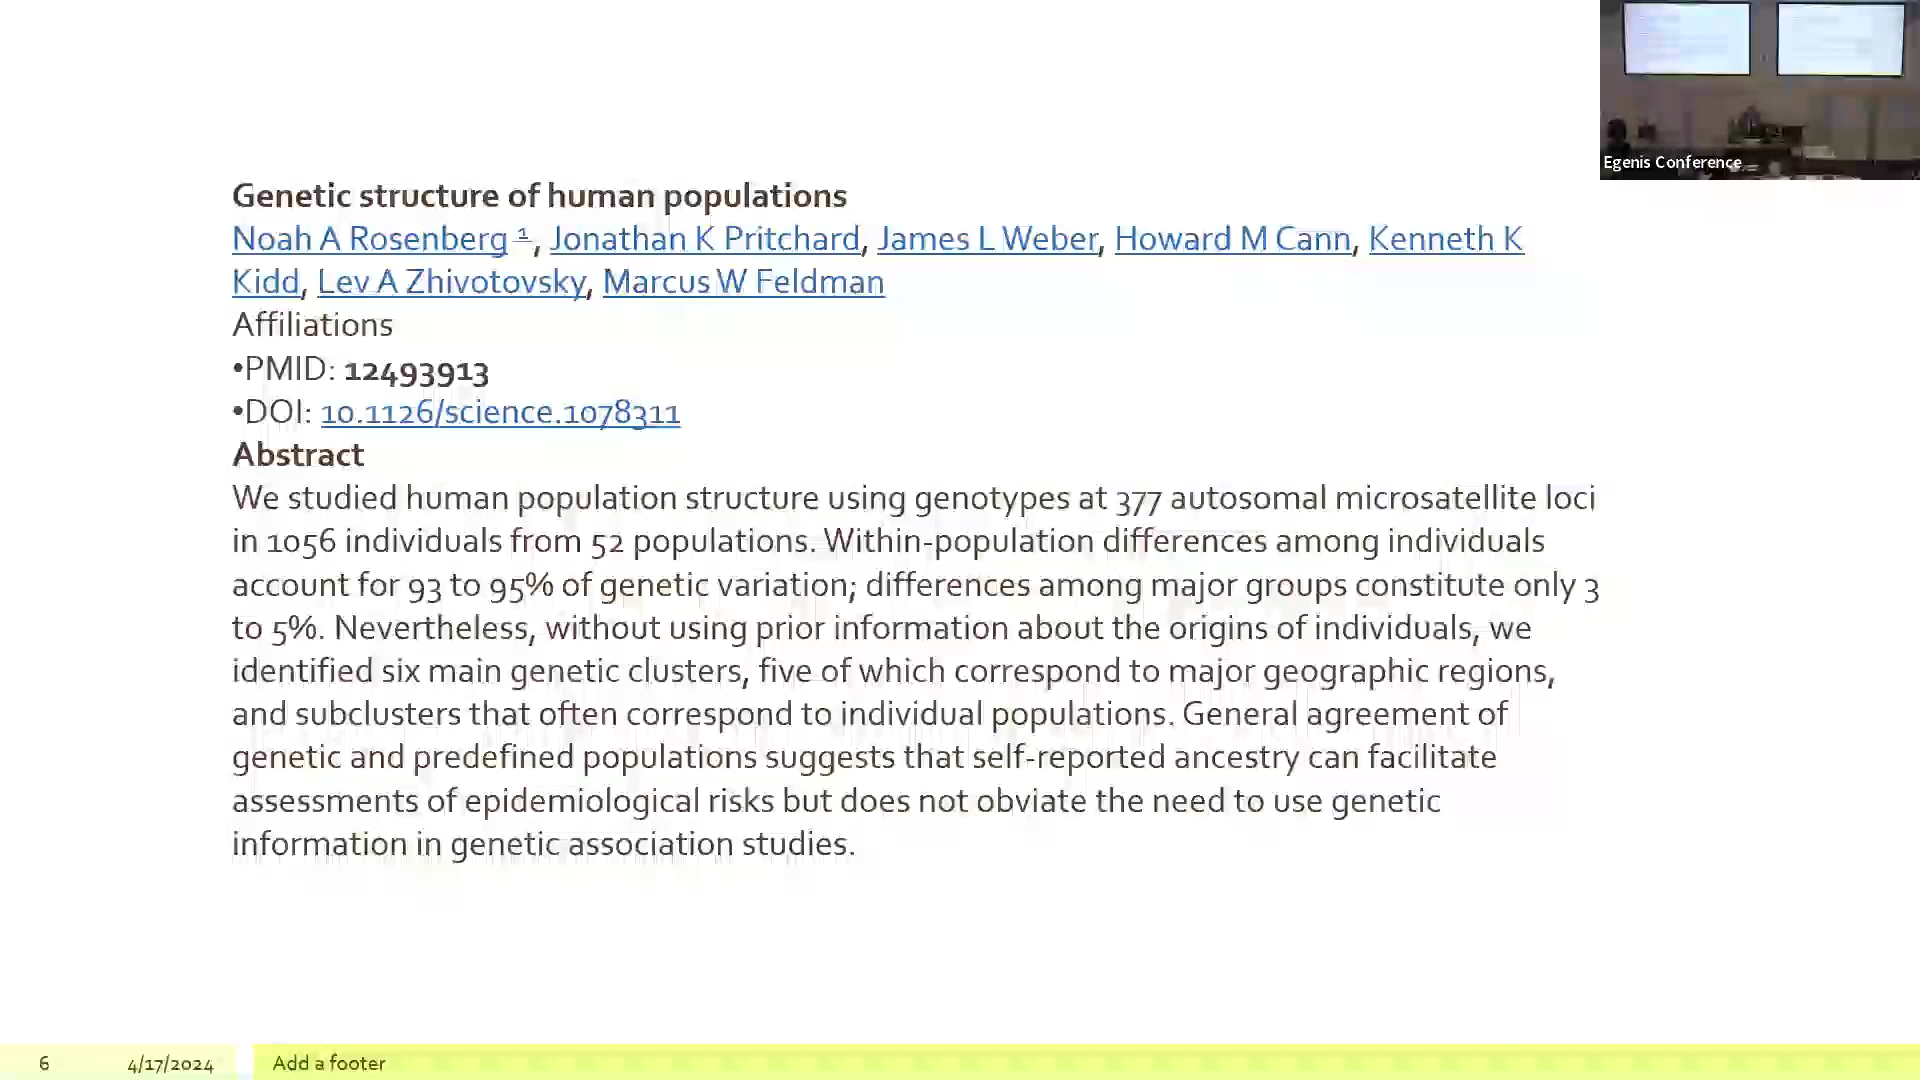 Egenis Conference
Genetic structure of human populations
Noah A Rosenberg 1, Jonathan K Pritchard, James L Weber, Howard M Cann, Kenneth K
Kidd, Lev A Zhivotovsky, Marcus W Feldman
Affiliations
•PMID: 12493913
•DOI: 10.1126/science.1078311
Abstract
We studied human population structure using genotypes at 377 autosomal microsatellite loci
in 1056 individuals from 52 populations. Within-population differences among individuals
account for 93 to 95% of genetic variation; differences among major groups constitute only 3
to 5%. Nevertheless, without using prior information about the origins of individuals, we
identified six main genetic clusters, five of which correspond to major geographic regions,
and subclusters that often correspond to individual populations. General agreement of
genetic and predefined populations suggests that self-reported ancestry can facilitate
assessments of epidemiological risks but does not obviate the need to use genetic
information in genetic association studies.
6 4/17/2024 Add a footer